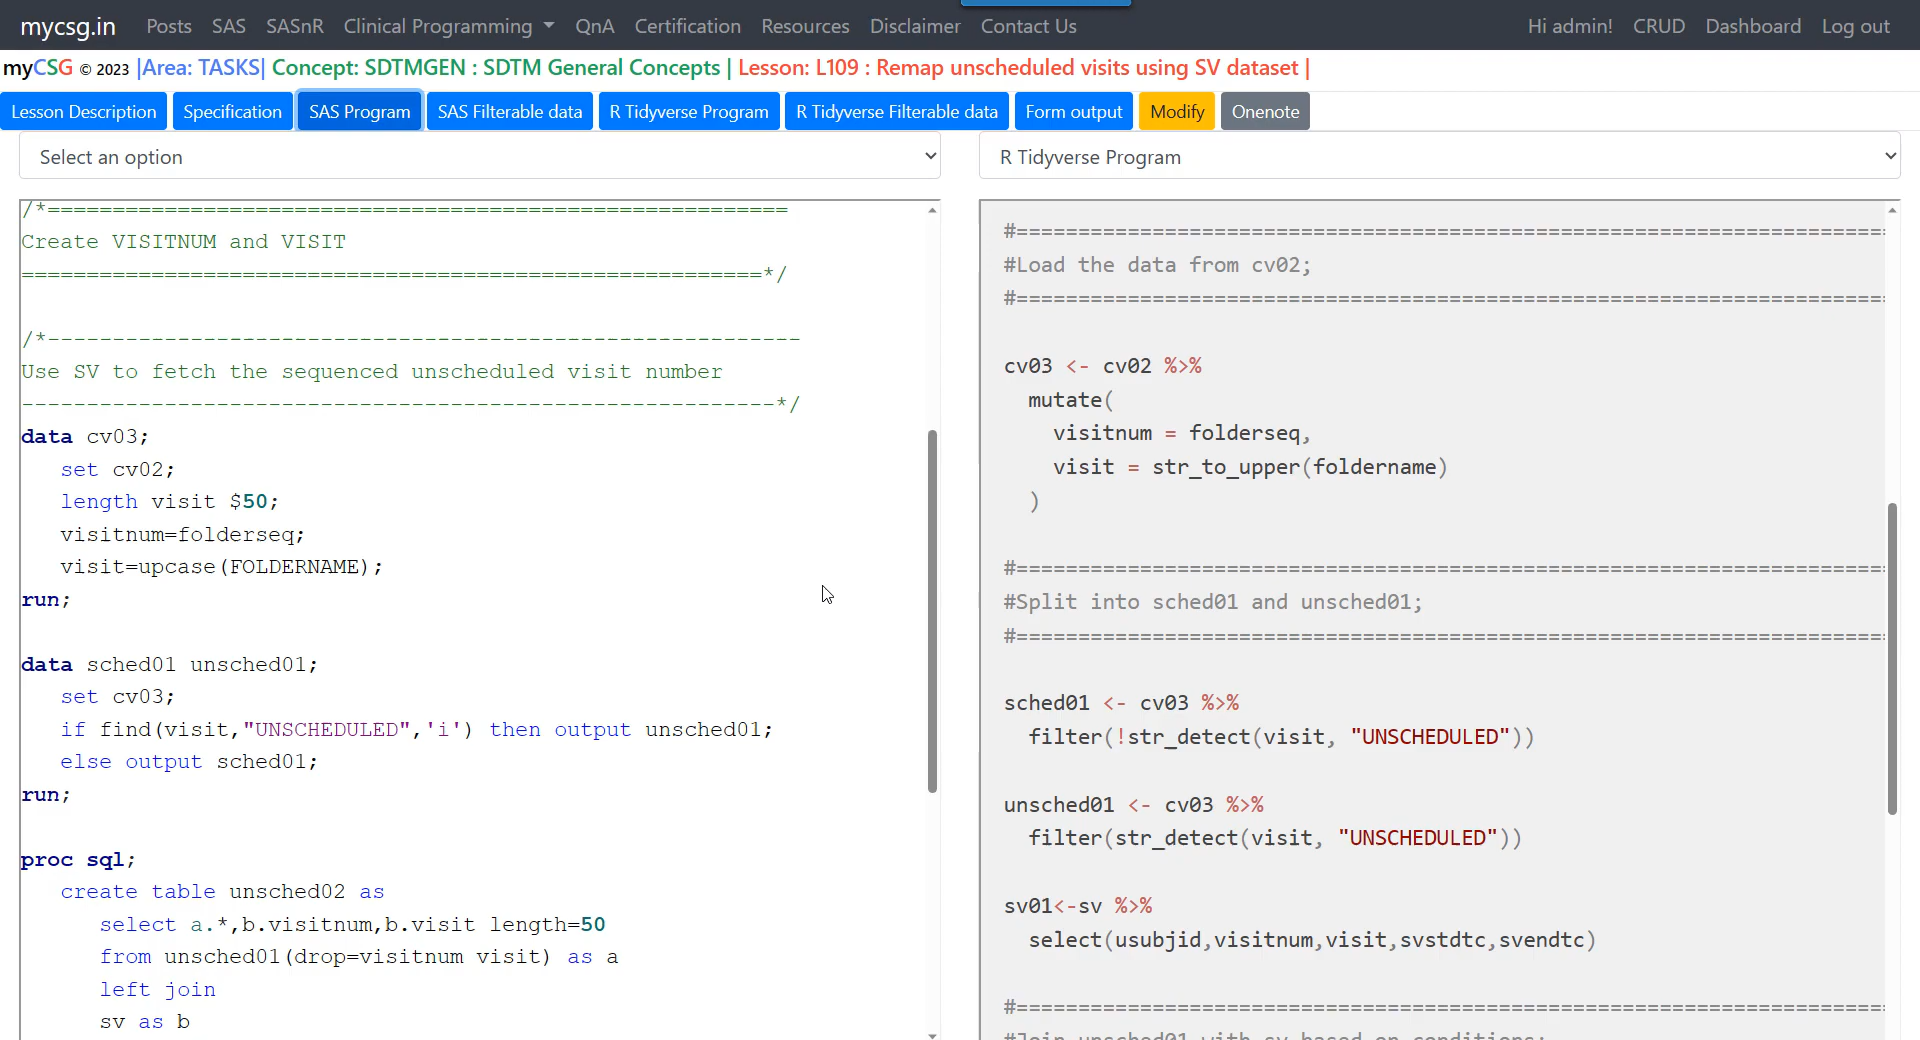 mycsg.in Posts SAS SASnR Clinical Programming QnA Certification Resources Disclaimer Contact Us Hi admin! CRUD Dashboard Log out
myCSG © 2023 |Area: TASKS| Concept: SDTMGEN : SDTM General Concepts | Lesson: L109 : Remap unscheduled visits using SV dataset |
Lesson Description Specification SAS Program SAS Filterable data R Tidyverse Program R Tidyverse Filterable data Form output Modify Onenote
Select an option
/*=========================================================
Create VISITNUM and VISIT
=========================================================*/
/*----------------------------------------------------------
Use SV to fetch the sequenced unscheduled visit number
----------------------------------------------------------*/
data cv03;
set cv02;
length visit $50;
visitnum=folderseq;
visit=upcase(FOLDERNAME);
run;
data sched01 unsched01;
set cv03;
if find(visit,"UNSCHEDULED",'i') then output unsched01;
else output sched01;
run;
proc sql;
create table unsched02 as
select a.*,b.visitnum,b.visit length=50
from unsched01(drop=visitnum visit) as a
left join
sv as b
R Tidyverse Program
#=======================================================================
#Load the data from cv02;
#=======================================================================
cv03 <- cv02 %>%
mutate(
visitnum = folderseq,
visit = str_to_upper(foldername)
)
#=======================================================================
#Split into sched01 and unsched01;
#=======================================================================
sched01 <- cv03 %>%
filter(!str_detect(visit, "UNSCHEDULED"))
unsched01 <- cv03 %>%
filter(str_detect(visit, "UNSCHEDULED"))
sv01<-sv %>%
select(usubjid,visitnum,visit,svstdtc,svendtc)
#=======================================================================
#Join unsched01 with sv based on conditions;